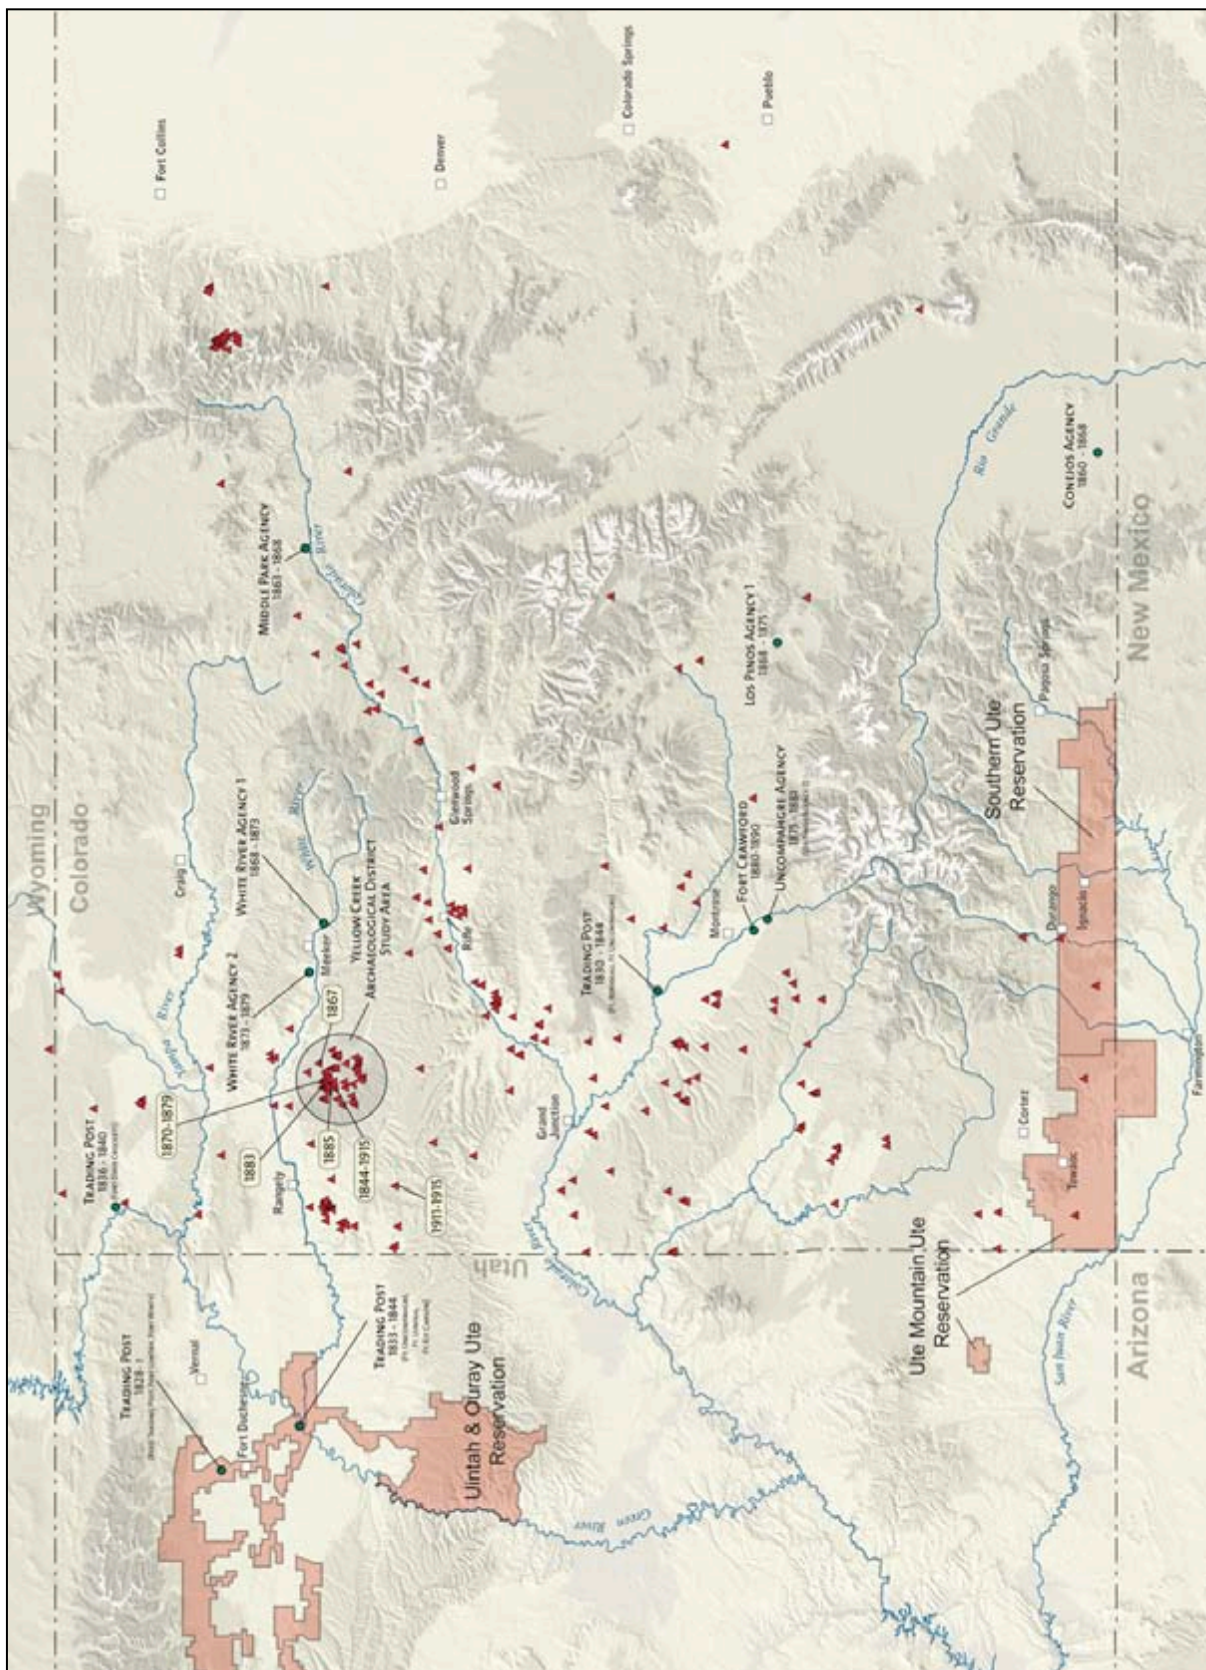 Wyoming
Colorado
Fort Collins
Denver
Colorado Springs
Pueblo
MIDDLE PARK AGENCY
1863 - 1868
Colorado River
Rio Grande
CONEJOS AGENCY
1860 - 1868
New Mexico
LOS PINOS AGENCY 1
1868 - 1875
Pagosa Springs
Southern Ute
Reservation
Craig
WHITE RIVER AGENCY 1
1868 - 1873
White River
Glenwood
Springs
YELLOW CREEK
ARCHAEOLOGICAL DISTRICT
STUDY AREA
Meeker
WHITE RIVER AGENCY 2
1873 - 1879
Rifle
FORT CRAWFORD
1880 - 1890
UNCOMPAHGRE AGENCY
1875 - 1881
Montrose
TRADING POST
1830 - 1844
Durango
Ignacio
Yampa River
1867
1870-1879
1883
1885
1844-1915
1911-1915
Grand
Junction
Cortez
Towaoc
Farmington
TRADING POST
1836 - 1840
Rangely
Utah
Colorado River
Ute Mountain Ute
Reservation
San Juan River
Arizona
TRADING POST
1828- ?
Vernal
Fort Duchesne
TRADING POST
1833 - 1844
Uintah & Ouray Ute
Reservation
Green River